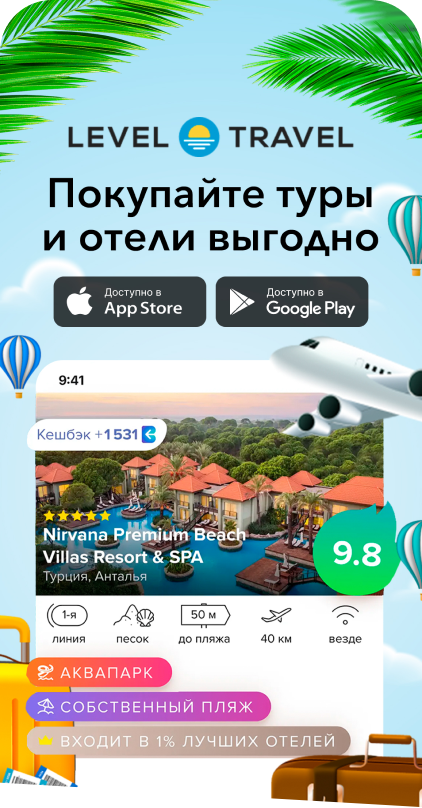 LEVEL TRAVEL
Покупайте туры
и отели выгодно
Доступно в
App Store
Доступно в
Google Play
9:41
Кешбэк +1 531
Nirvana Premium Beach
Villas Resort & SPA
Турция, Анталья
9.8
1-я
50 м
линия
песок
до пляжа
40 км
везде
АКВАПАРК
СОБСТВЕННЫЙ ПЛЯЖ
ВХОДИТ В 1% ЛУЧШИХ ОТЕЛЕЙ